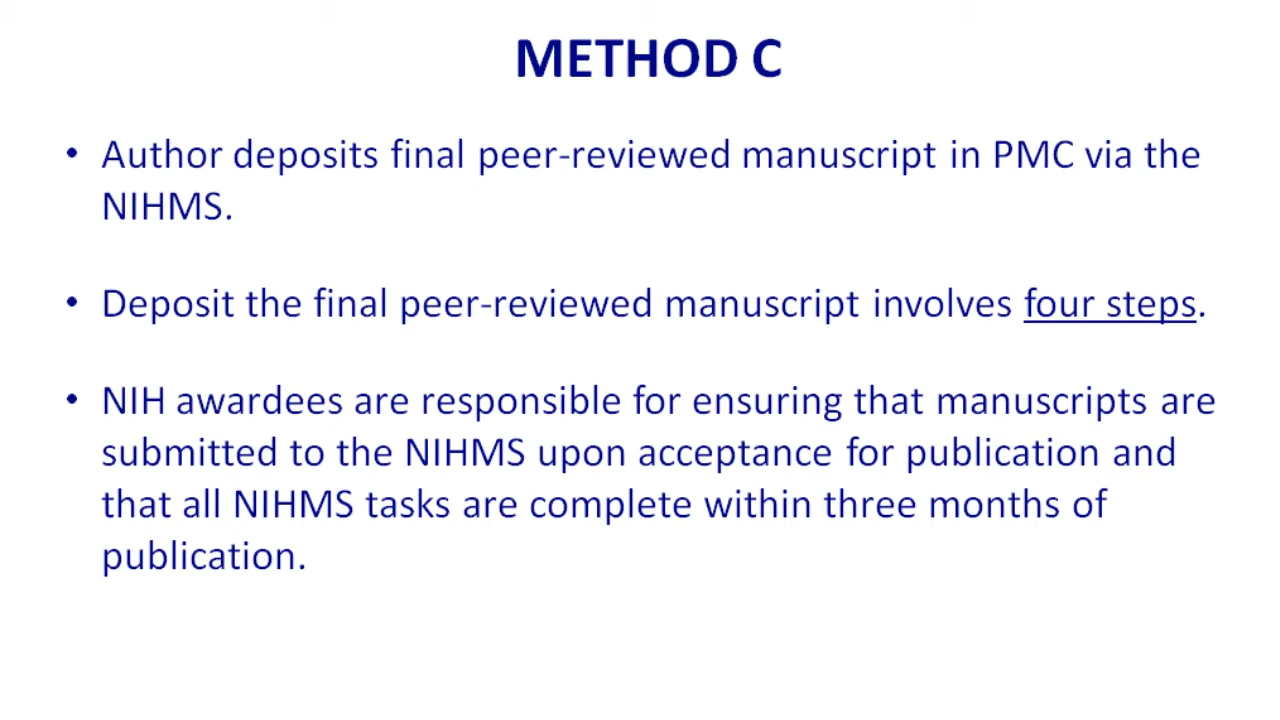 METHOD C
• Author deposits final peer-reviewed manuscript in PMC via the
NIHMS.
• Deposit the final peer-reviewed manuscript involves four steps.
• NIH awardees are responsible for ensuring that manuscripts are
submitted to the NIHMS upon acceptance for publication and
that all NIHMS tasks are complete within three months of
publication.